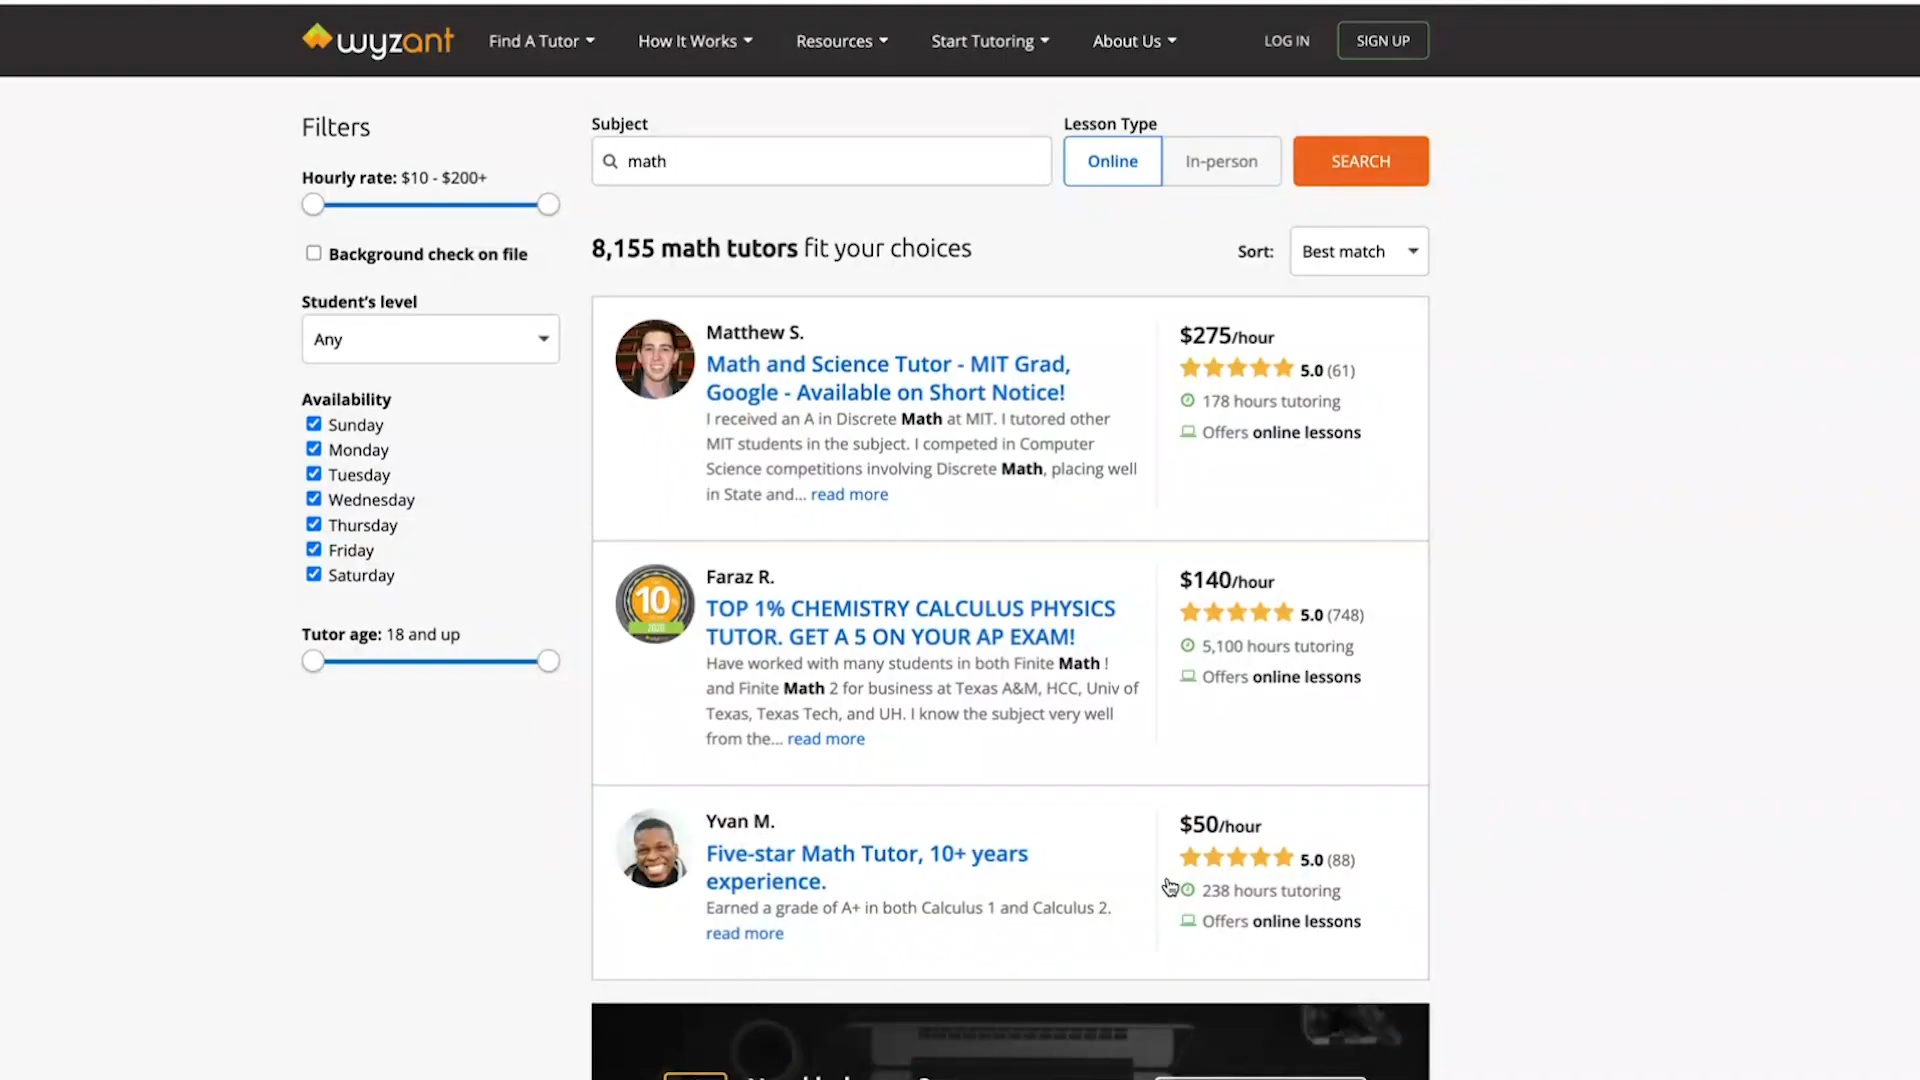 wyzant
Find A Tutor
How It Works
Resources
Start Tutoring
About Us
LOG IN
SIGN UP
Filters
Hourly rate: $10 - $200+
Background check on file
Student's level
Any
Availability
Sunday
Monday
Tuesday
Wednesday
Thursday
Friday
Saturday
Tutor age: 18 and up
Subject
math
Lesson Type
Online
In-person
SEARCH
8,155 math tutors fit your choices
Sort:
Best match
Matthew S.
Math and Science Tutor - MIT Grad,
Google - Available on Short Notice!
I received an A in Discrete Math at MIT. I tutored other
MIT students in the subject. I competed in Computer
Science competitions involving Discrete Math, placing well
in State and... read more
$275/hour
5.0 (61)
178 hours tutoring
Offers online lessons
10
2020
Faraz R.
TOP 1% CHEMISTRY CALCULUS PHYSICS
TUTOR. GET A 5 ON YOUR AP EXAM!
Have worked with many students in both Finite Math !
and Finite Math 2 for business at Texas A&M, HCC, Univ of
Texas, Texas Tech, and UH. I know the subject very well
from the... read more
$140/hour
5.0 (748)
5,100 hours tutoring
Offers online lessons
Yvan M.
Five-star Math Tutor, 10+ years
experience.
Earned a grade of A+ in both Calculus 1 and Calculus 2.
read more
$50/hour
5.0 (88)
238 hours tutoring
Offers online lessons